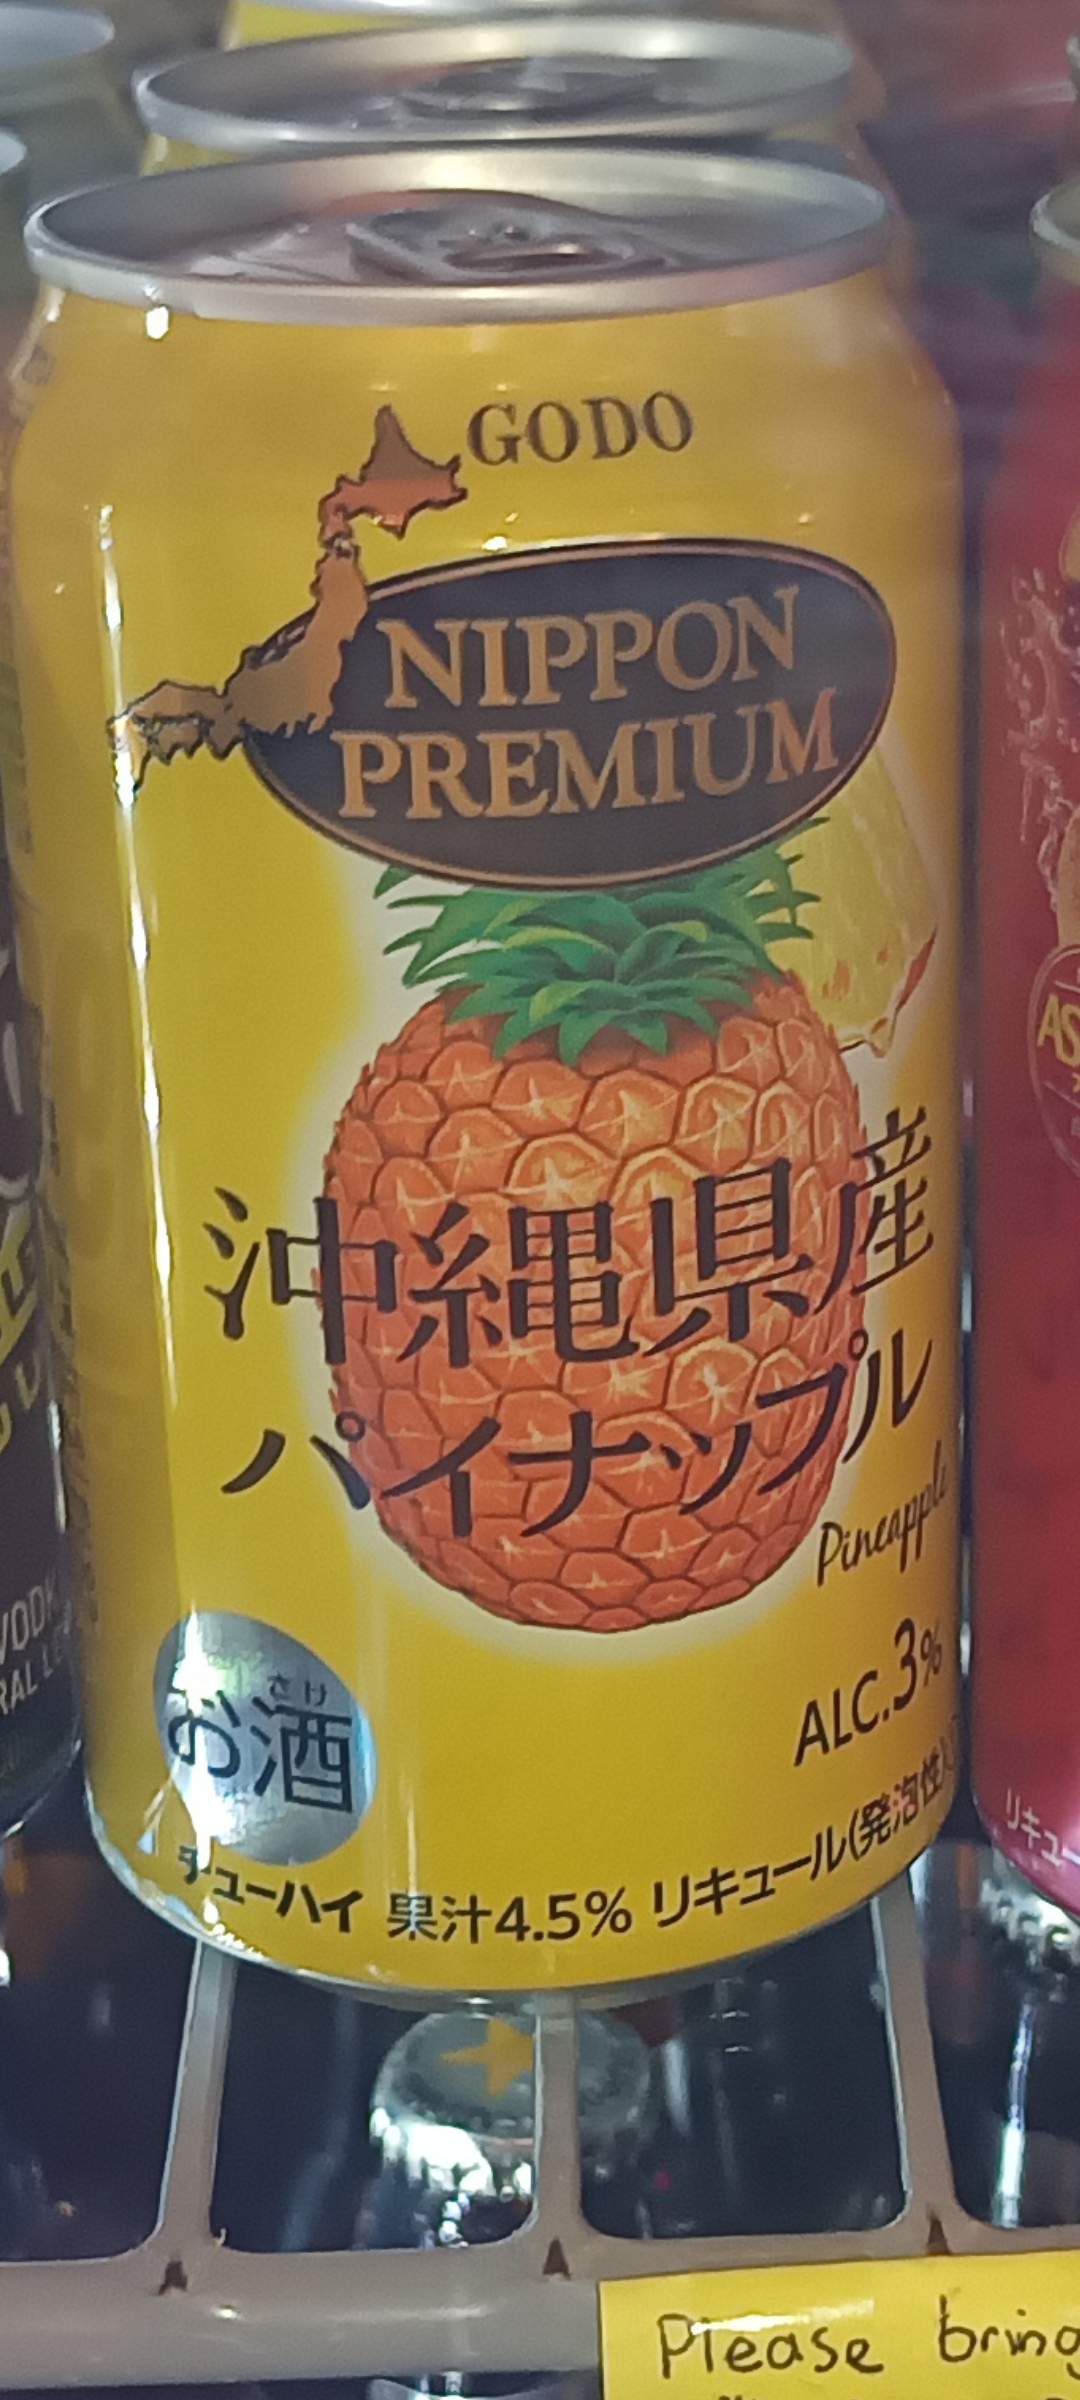 GODO
NIPPON
PREMIUM
沖縄県産
パイナップル
Pineapple
ALC.3%
さけ
お酒
チューハイ 果汁4.5% リキュール(発泡性)
Please bring